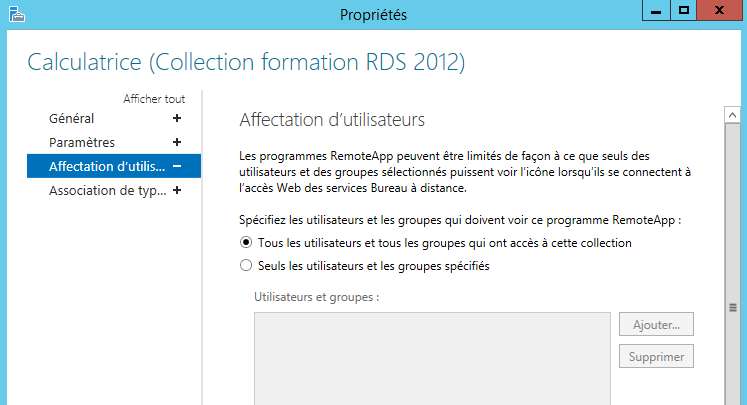 Propriétés
Calculatrice (Collection formation RDS 2012)
Afficher tout
Général +
Paramètres +
Affectation d'utilis... –
Association de typ... +
Affectation d'utilisateurs
Les programmes RemoteApp peuvent être limités de façon à ce que seuls des
utilisateurs et des groupes sélectionnés puissent voir l'icône lorsqu'ils se connectent à
l'accès Web des services Bureau à distance.
Spécifiez les utilisateurs et les groupes qui doivent voir ce programme RemoteApp :
Tous les utilisateurs et tous les groupes qui ont accès à cette collection
Seuls les utilisateurs et les groupes spécifiés
Utilisateurs et groupes :
Ajouter...
Supprimer